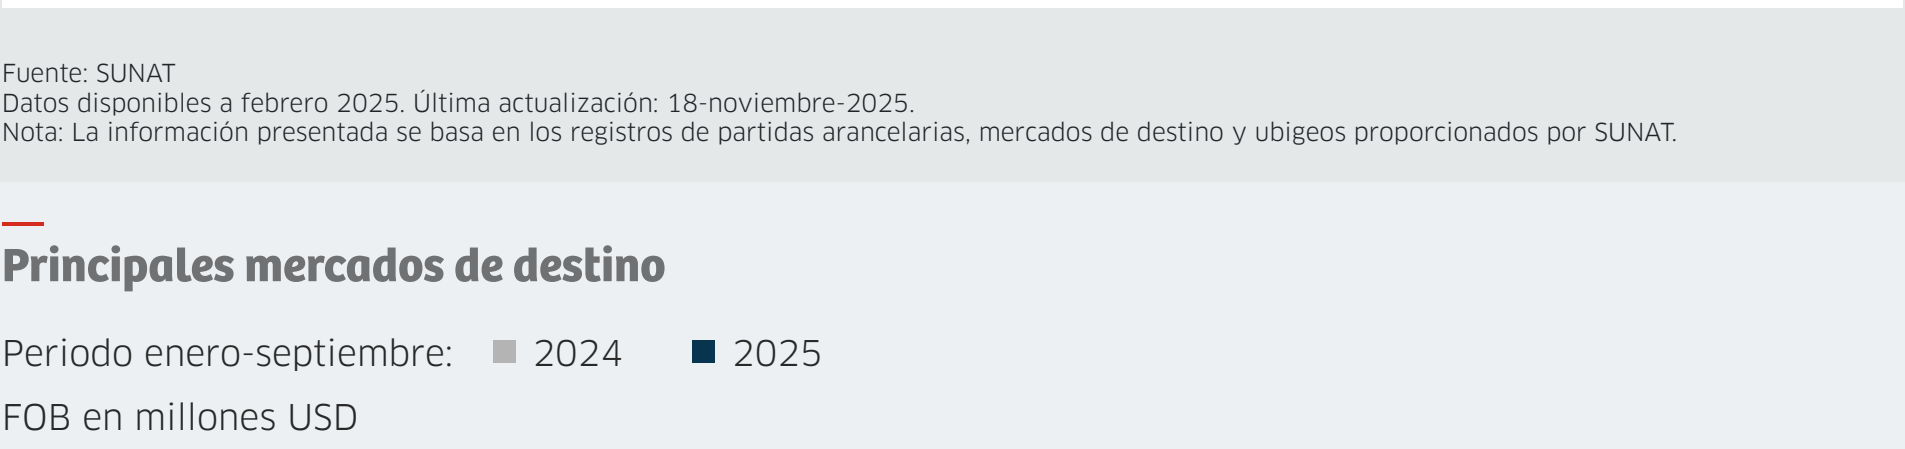 Fuente: SUNAT
Datos disponibles a febrero 2025. Última actualización: 18-noviembre-2025.
Nota: La información presentada se basa en los registros de partidas arancelarias, mercados de destino y ubigeos proporcionados por SUNAT.
Principales mercados de destino
Periodo enero-septiembre: 2024 2025
FOB en millones USD